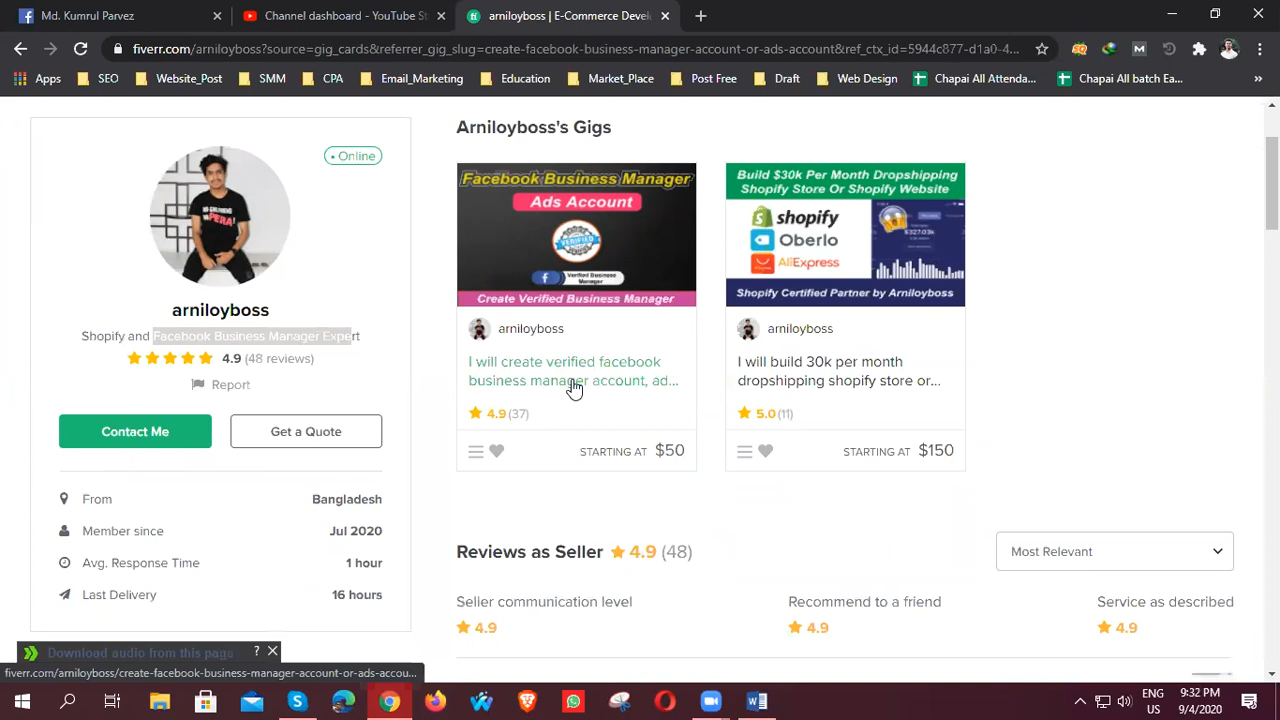 Md. Kumrul Parvez
Channel dashboard - YouTube St
arniloyboss | E-Commerce Devel
fiverr.com/arniloyboss?source=gig_cards&referrer_gig_slug=create-facebook-business-manager-account-or-ads-account&ref_ctx_id=5944c877-d1a0-4...
Apps
SEO
Website_Post
SMM
CPA
Email_Marketing
Education
Market_Place
Post Free
Draft
Web Design
Chapai All Attenda...
Chapai All batch Ea...
»
• Online
arniloyboss
Shopify and Facebook Business Manager Expert
4.9 (48 reviews)
Report
Contact Me
Get a Quote
From Bangladesh
Member since Jul 2020
Avg. Response Time 1 hour
Last Delivery 16 hours
Arniloyboss's Gigs
Facebook Business Manager
Ads Account
VERIFIED
Verified Business
Manager
Create Verified Business Manager
arniloyboss
I will create verified facebook
business manager account, ad...
4.9 (37)
STARTING AT $50
Build $30k Per Month Dropshipping
Shopify Store Or Shopify Website
shopify
Oberlo
AliExpress
Shopify Certified Partner by Arniloyboss
arniloyboss
I will build 30k per month
dropshipping shopify store or...
5.0 (11)
STARTING AT $150
Reviews as Seller 4.9 (48)
Most Relevant
Seller communication level
4.9
Recommend to a friend
4.9
Service as described
4.9
Download audio from this page
? ×
fiverr.com/arniloyboss/create-facebook-business-manager-account-or-ads-accou...
ENG
US
9:32 PM
9/4/2020